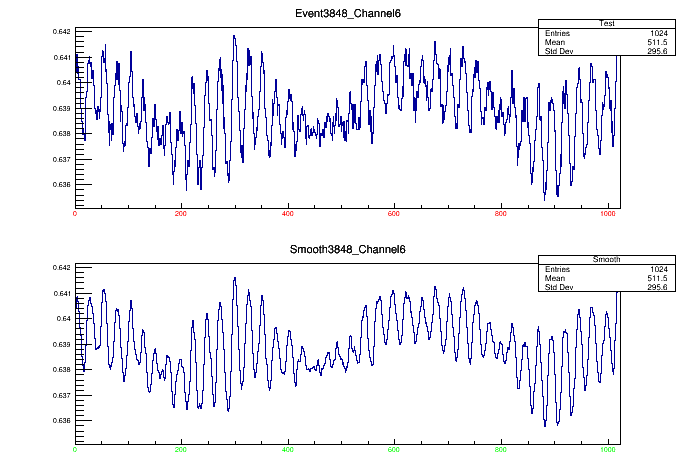 Event3848_Channel6
Test
Entries 1024
Mean 511.5
Std Dev 295.6
0.642
0.641
0.64
0.639
0.638
0.637
0.636
0 200 400 600 800 1000
Smooth3848_Channel6
Smooth
Entries 1024
Mean 511.5
Std Dev 295.6
0.642
0.641
0.64
0.639
0.638
0.637
0.636
0 200 400 600 800 1000